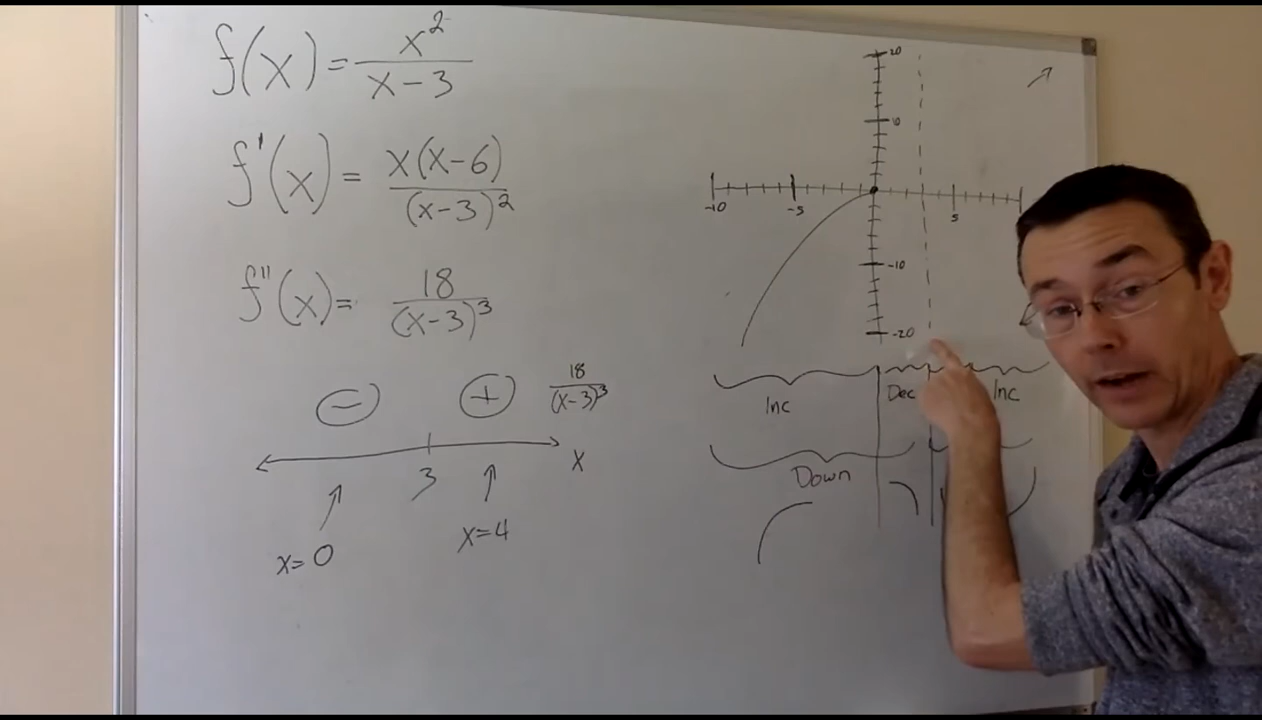 f(x) = x² / (x-3)
f'(x) = x(x-6) / (x-3)²
f''(x) = 18 / (x-3)³
− + 18 / (x-3)³
3 x
x=0 x=4
20
10
-10 -5 5
-10
-20
Inc Dec Inc
Down